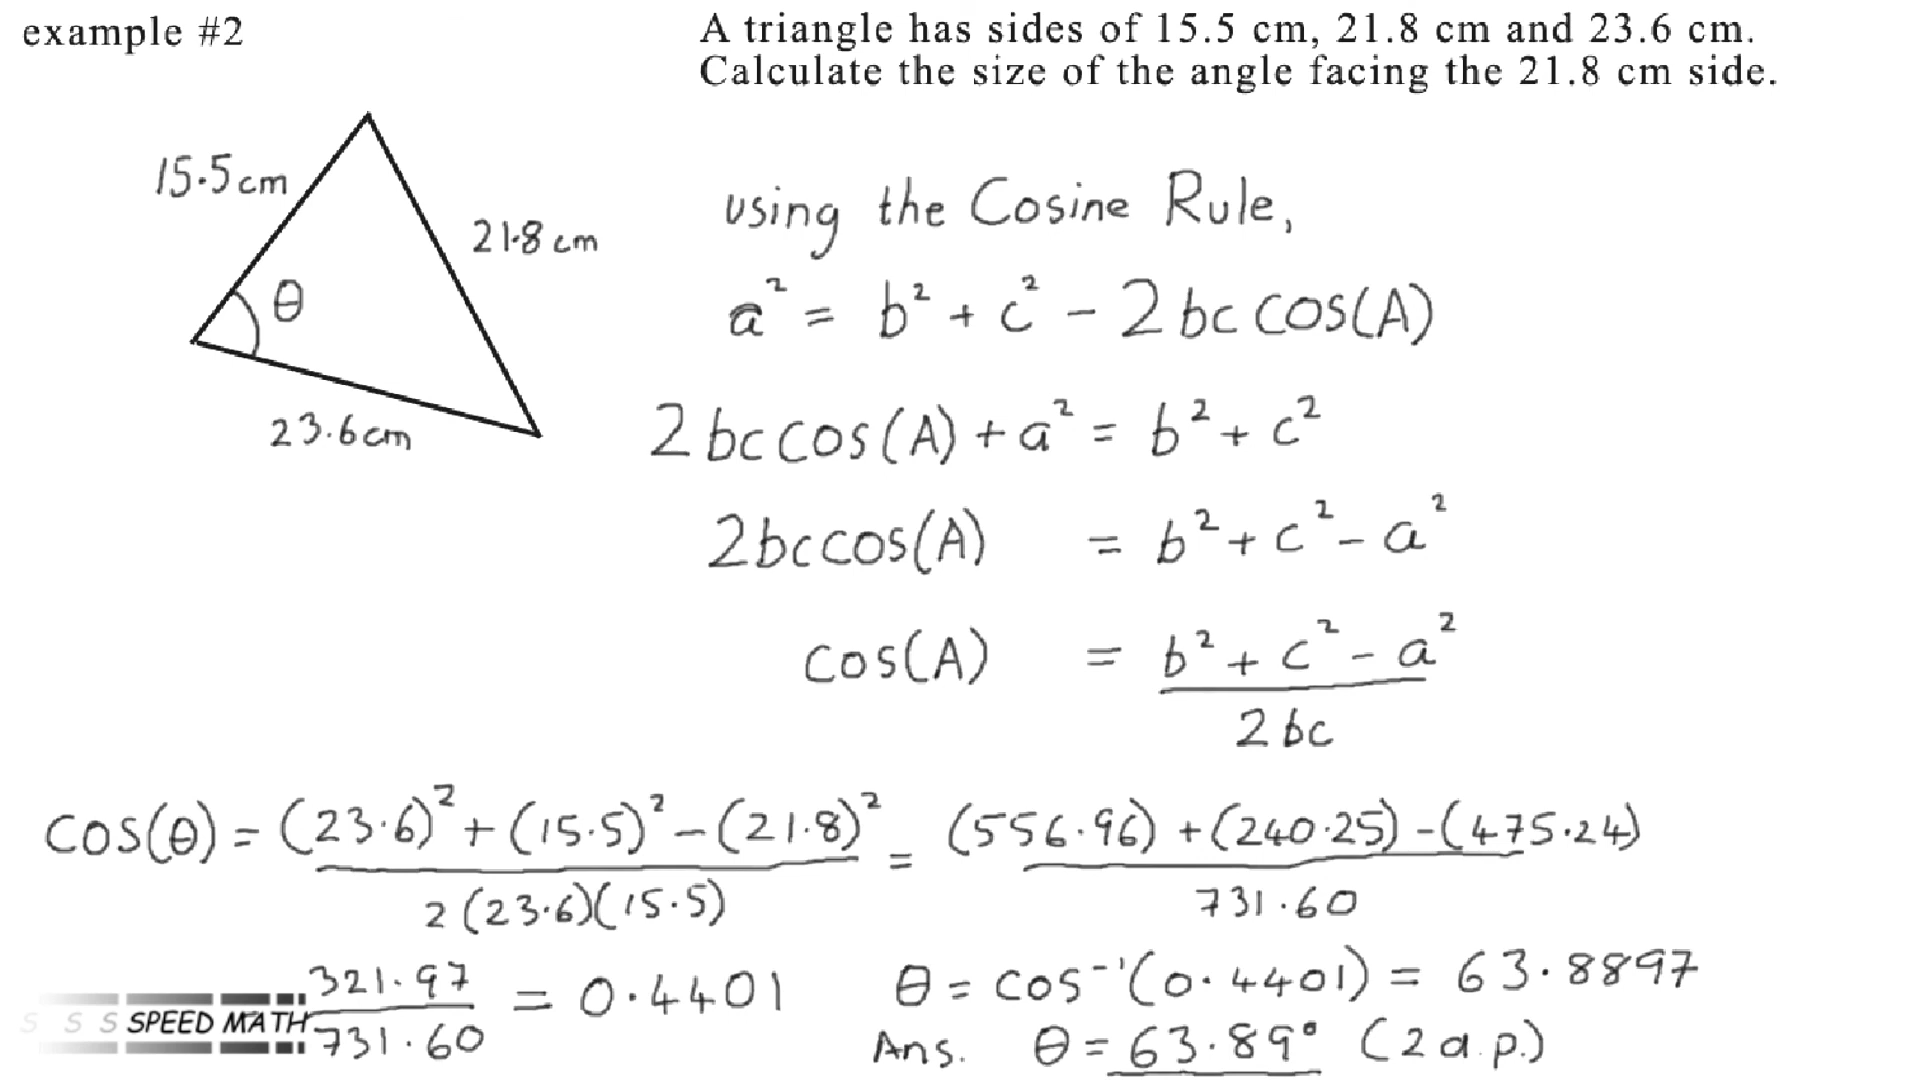 example #2
A triangle has sides of 15.5 cm, 21.8 cm and 23.6 cm.
Calculate the size of the angle facing the 21.8 cm side.
15.5cm
21.8cm
θ
23.6cm
using the Cosine Rule,
a² = b² + c² - 2bc cos(A)
2bc cos(A) + a² = b² + c²
2bc cos(A) = b² + c² - a²
cos(A) = b² + c² - a²
2bc
cos(θ) = (23.6)² + (15.5)² - (21.8)² = (556.96) + (240.25) - (475.24)
2(23.6)(15.5) 731.60
321.97 = 0.4401 θ = cos⁻¹(0.4401) = 63.8897
S S S SPEED MATH
731.60 Ans. θ = 63.89° (2 d.p.)